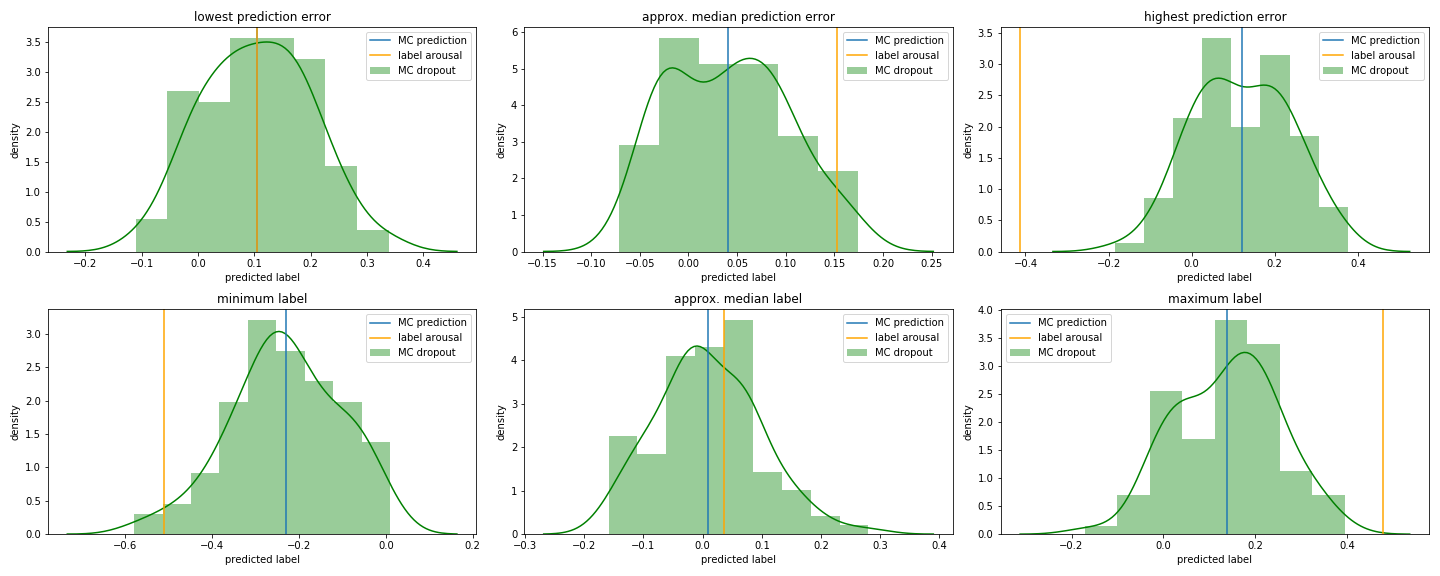 lowest prediction error
MC prediction
label arousal
MC dropout
density
3.5
3.0
2.5
2.0
1.5
1.0
0.5
0.0
−0.2 −0.1 0.0 0.1 0.2 0.3 0.4
predicted label
approx. median prediction error
MC prediction
label arousal
MC dropout
density
6
5
4
3
2
1
0
−0.15 −0.10 −0.05 0.00 0.05 0.10 0.15 0.20 0.25
predicted label
highest prediction error
MC prediction
label arousal
MC dropout
density
3.5
3.0
2.5
2.0
1.5
1.0
0.5
0.0
−0.4 −0.2 0.0 0.2 0.4
predicted label
minimum label
MC prediction
label arousal
MC dropout
density
3.0
2.5
2.0
1.5
1.0
0.5
0.0
−0.6 −0.4 −0.2 0.0 0.2
predicted label
approx. median label
MC prediction
label arousal
MC dropout
density
5
4
3
2
1
0
−0.3 −0.2 −0.1 0.0 0.1 0.2 0.3 0.4
predicted label
maximum label
MC prediction
label arousal
MC dropout
density
4.0
3.5
3.0
2.5
2.0
1.5
1.0
0.5
0.0
−0.2 0.0 0.2 0.4
predicted label